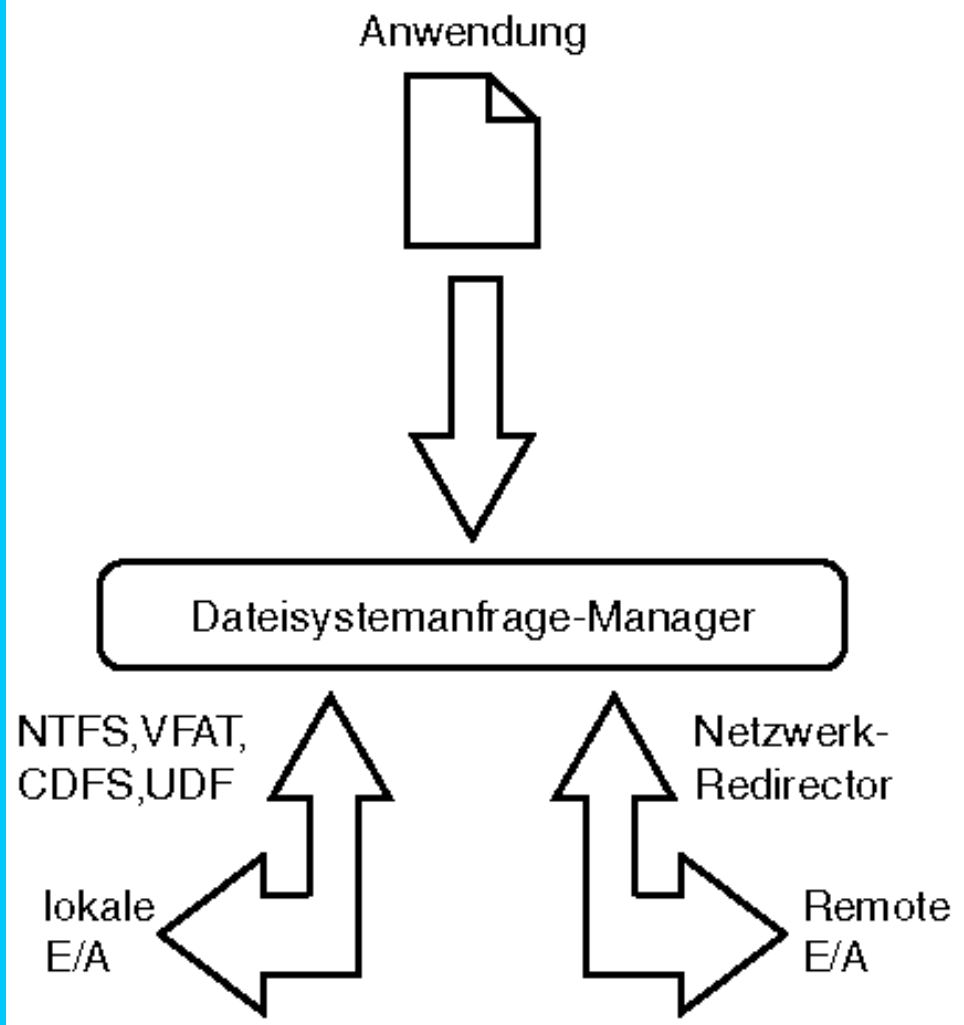 Anwendung
Dateisystemanfrage-Manager
NTFS,VFAT,
CDFS,UDF
Netzwerk-
Redirector
lokale
E/A
Remote
E/A